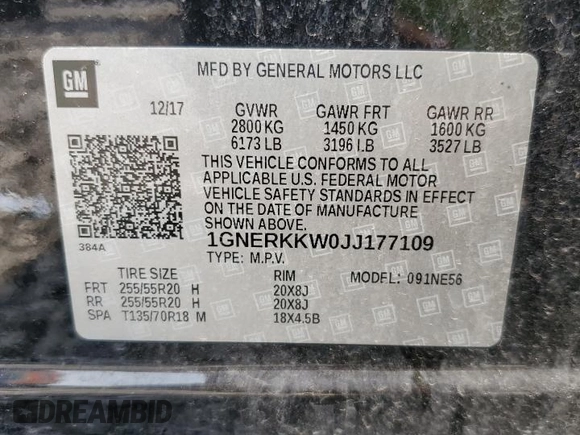 GM
MFD BY GENERAL MOTORS LLC
12/17 GVWR GAWR FRT GAWR RR
2800 KG 1450 KG 1600 KG
6173 LB 3196 LB 3527 LB
THIS VEHICLE CONFORMS TO ALL
APPLICABLE U.S. FEDERAL MOTOR
VEHICLE SAFETY STANDARDS IN EFFECT
ON THE DATE OF MANUFACTURE
SHOWN ABOVE.
384A
1GNERKKW0JJ177109
TYPE: M.P.V. MODEL: 091NE56
TIRE SIZE RIM
FRT 255/55R20 H 20X8J
RR 255/55R20 H 20X8J
SPA T135/70R18 M 18X4.5B
DREAMBID